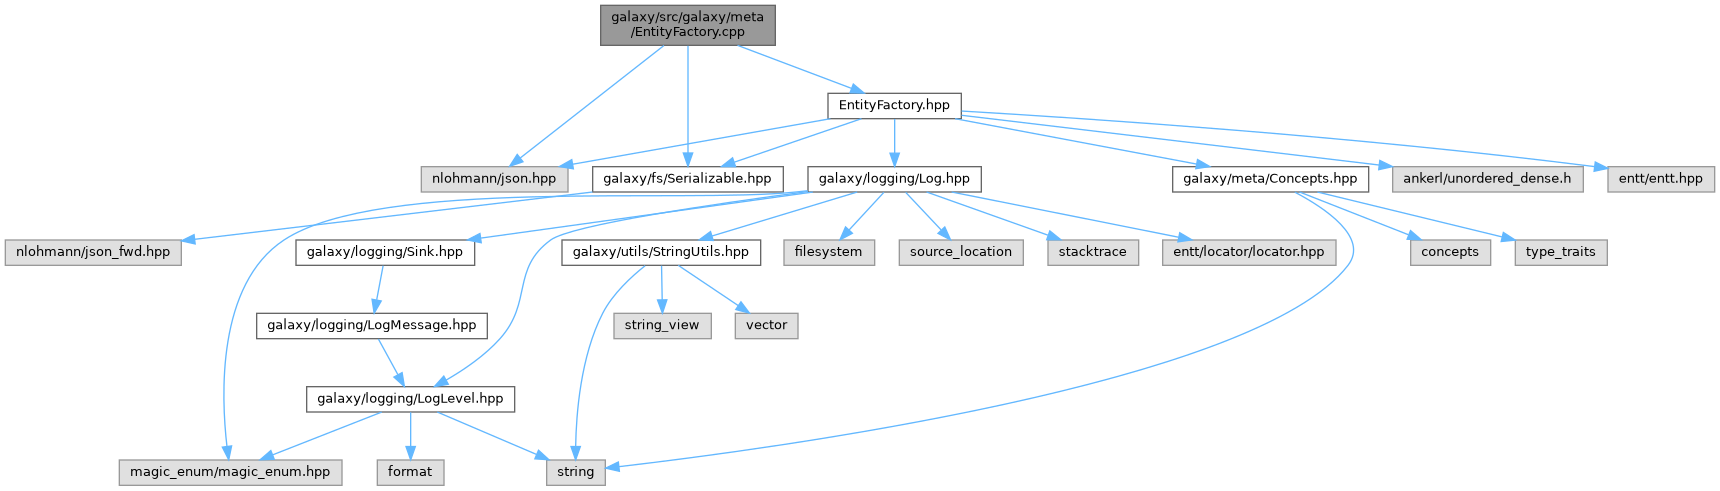 galaxy/src/galaxy/meta
/EntityFactory.cpp
EntityFactory.hpp
nlohmann/json.hpp
galaxy/fs/Serializable.hpp
galaxy/logging/Log.hpp
galaxy/meta/Concepts.hpp
ankerl/unordered_dense.h
entt/entt.hpp
nlohmann/json_fwd.hpp
galaxy/logging/Sink.hpp
galaxy/utils/StringUtils.hpp
filesystem
source_location
stacktrace
entt/locator/locator.hpp
concepts
type_traits
galaxy/logging/LogMessage.hpp
string_view
vector
galaxy/logging/LogLevel.hpp
magic_enum/magic_enum.hpp
format
string